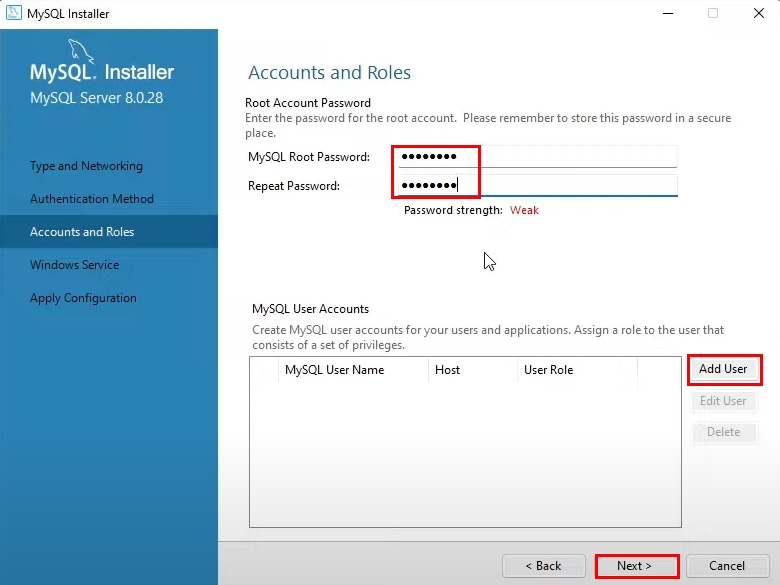 MySQL Installer
MySQL. Installer
MySQL Server 8.0.28
Type and Networking
Authentication Method
Accounts and Roles
Windows Service
Apply Configuration
Accounts and Roles
Root Account Password
Enter the password for the root account.  Please remember to store this password in a secure
place.
MySQL Root Password: ●●●●●●●●
Repeat Password: ●●●●●●●●
Password strength: Weak
MySQL User Accounts
Create MySQL user accounts for your users and applications. Assign a role to the user that
consists of a set of privileges.
MySQL User Name Host User Role
Add User
Edit User
Delete
< Back Next > Cancel